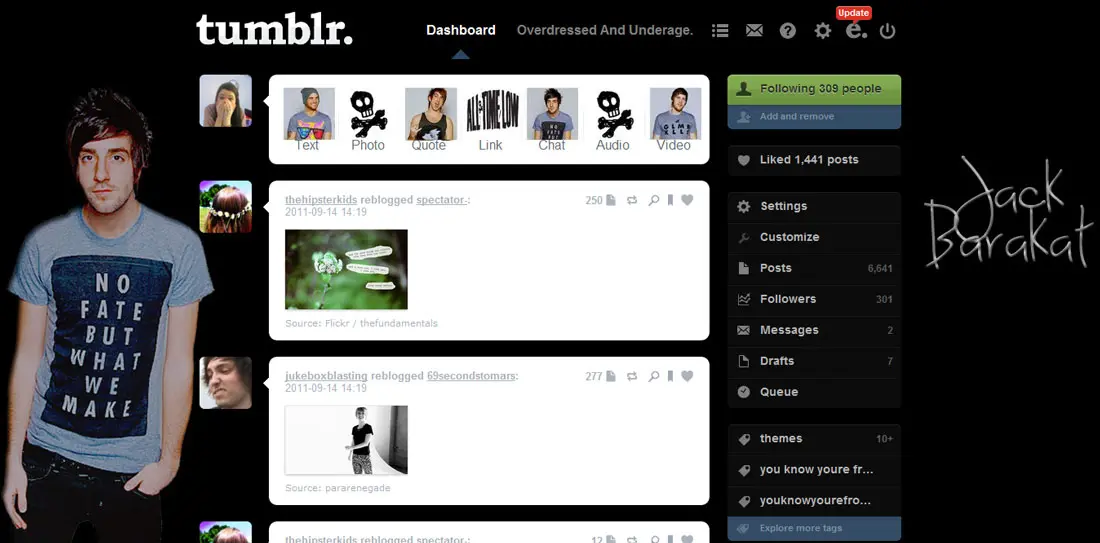 tumblr.
Dashboard
Overdressed And Underage.
Update
e.
ALL TIME LOW
Text
Photo
Quote
Link
Chat
Audio
Video
thehipsterkids reblogged spectator.:
2011-09-14 14:19
250
Source: Flickr / thefundamentals
jukeboxblasting reblogged 69secondstomars:
2011-09-14 14:19
277
Source: pararenegade
thehipsterkids reblogged spectator.:
12
Following 309 people
Add and remove
Liked 1,441 posts
Settings
Customize
Posts 6,641
Followers 301
Messages 2
Drafts 7
Queue
themes 10+
you know youre fr...
youknowyourefro...
Explore more tags
NO
FATE
BUT
WHAT
WE
MAKE
Jack
Barakat